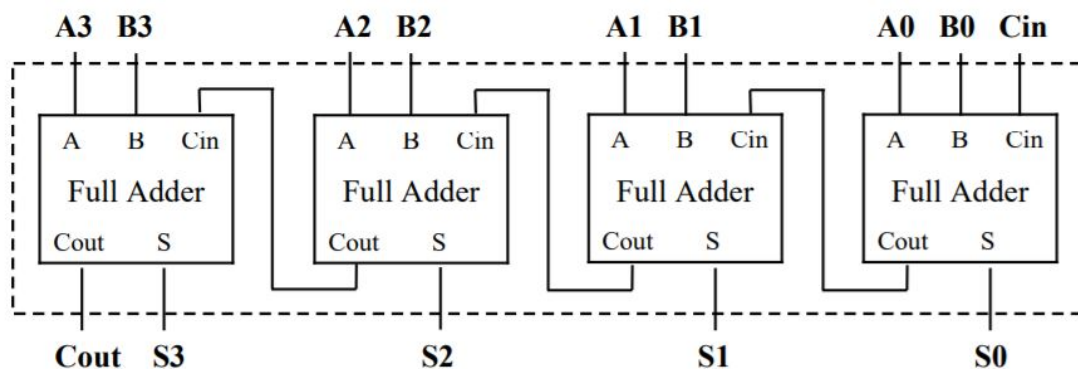 A3 B3 A2 B2 A1 B1 A0 B0 Cin
A B Cin A B Cin A B Cin A B Cin
Full Adder Full Adder Full Adder Full Adder
Cout S Cout S Cout S Cout S
Cout S3 S2 S1 S0